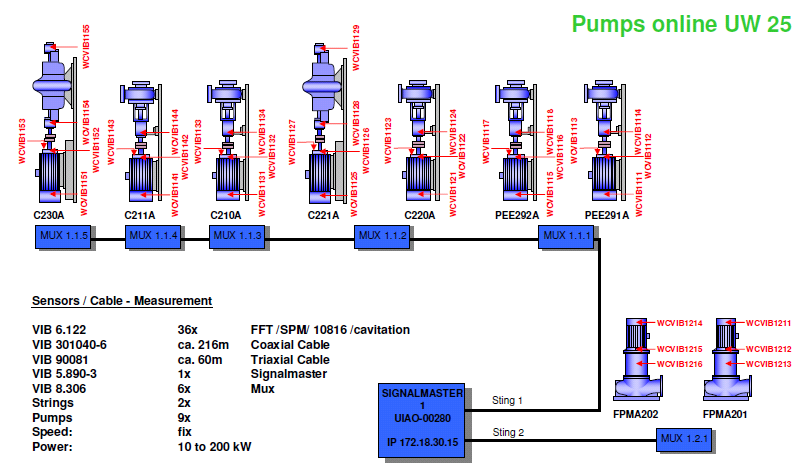 Pumps online UW 25
WCVIB1155
WCVIB1154
WCVIB1153
WCVIB1152
WCVIB1151
C230A
WCVIB1144
WCVIB1143
WCVIB1142
WCVIB1141
C211A
WCVIB1134
WCVIB1133
WCVIB1132
WCVIB1131
C210A
WCVIB1129
WCVIB1128
WCVIB1127
WCVIB1126
WCVIB1125
C221A
WCVIB1124
WCVIB1123
WCVIB1122
WCVIB1121
C220A
WCVIB1118
WCVIB1117
WCVIB1116
WCVIB1115
PEE292A
WCVIB1114
WCVIB1113
WCVIB1112
WCVIB1111
PEE291A
MUX 1.1.5
MUX 1.1.4
MUX 1.1.3
MUX 1.1.2
MUX 1.1.1
Sensors / Cable - Measurement
VIB 6.122 36x FFT /SPM/ 10816 /cavitation
VIB 301040-6 ca. 216m Coaxial Cable
VIB 90081 ca. 60m Triaxial Cable
VIB 5.890-3 1x Signalmaster
VIB 8.306 6x Mux
Strings 2x
Pumps 9x
Speed: fix
Power: 10 to 200 kW
WCVIB1214
WCVIB1215
WCVIB1216
FPMA202
WCVIB1211
WCVIB1212
WCVIB1213
FPMA201
SIGNALMASTER
1
UIAO-00280
IP 172.18.30.15
Sting 1
Sting 2
MUX 1.2.1